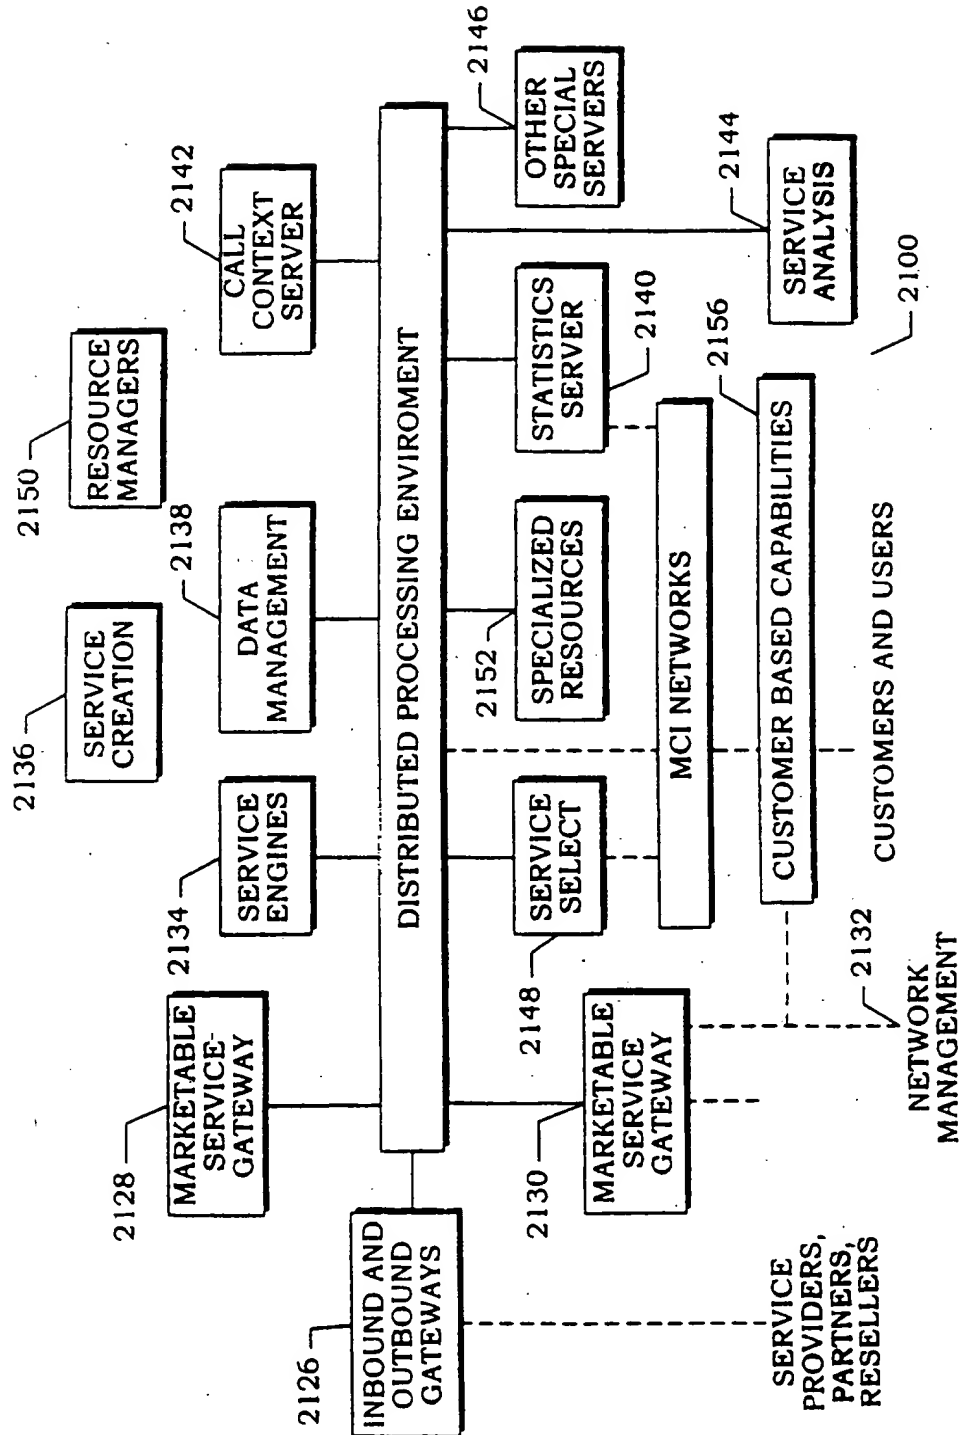 2136
SERVICE
CREATION
2150
RESOURCE
MANAGERS
2128
MARKETABLE
SERVICE-
GATEWAY
2134
SERVICE
ENGINES
2138
DATA
MANAGEMENT
2142
CALL
CONTEXT
SERVER
2126
INBOUND AND
OUTBOUND
GATEWAYS
DISTRIBUTED PROCESSING ENVIROMENT
2130
MARKETABLE
SERVICE
GATEWAY
2148
SERVICE
SELECT
2152
SPECIALIZED
RESOURCES
STATISTICS
SERVER
2140
2146
OTHER
SPECIAL
SERVERS
MCI NETWORKS
2156
CUSTOMER BASED CAPABILITIES
2144
SERVICE
ANALYSIS
SERVICE
PROVIDERS,
PARTNERS,
RESELLERS
2132
NETWORK
MANAGEMENT
CUSTOMERS AND USERS
2100